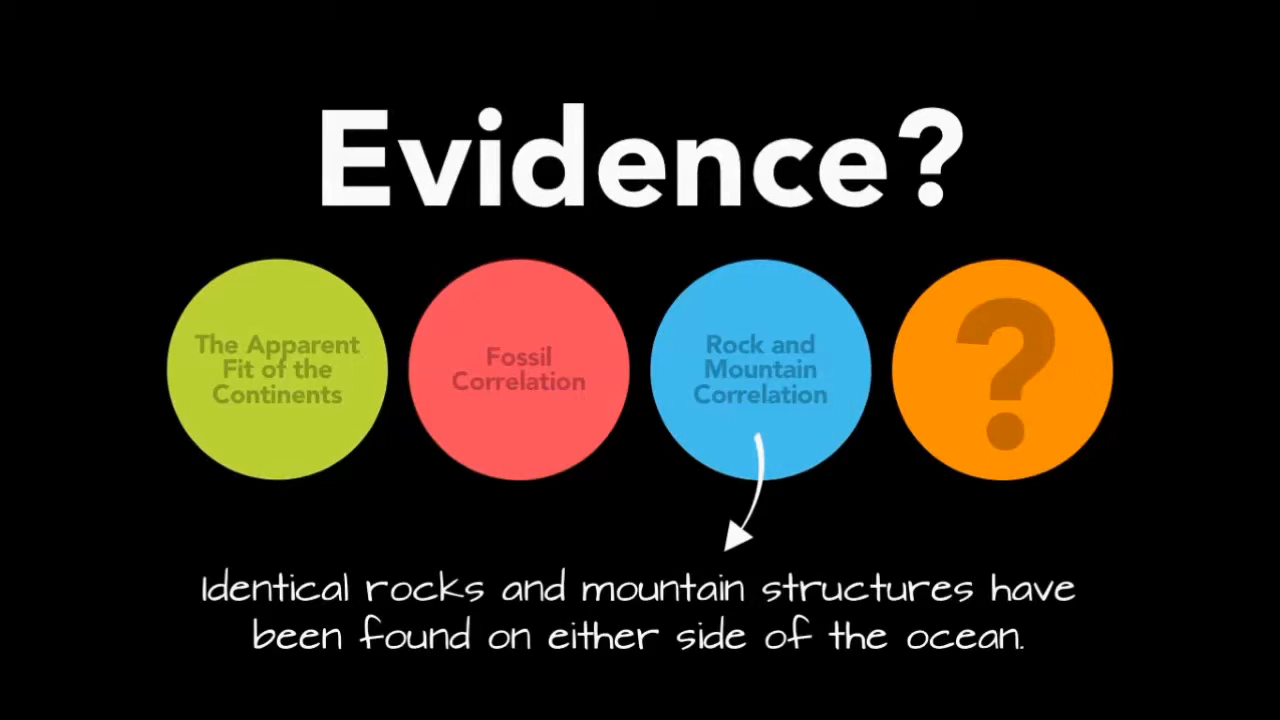 Evidence?
The Apparent
Fit of the
Continents
Fossil
Correlation
Rock and
Mountain
Correlation
?
Identical rocks and mountain structures have
been found on either side of the ocean.